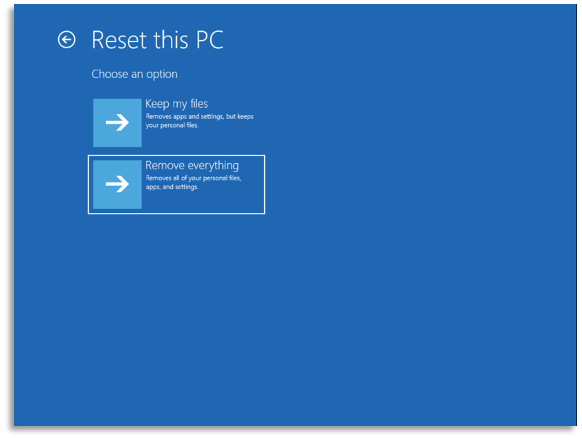 Reset this PC
Choose an option
Keep my files
Removes apps and settings, but keeps
your personal files.
Remove everything
Removes all of your personal files,
apps, and settings.